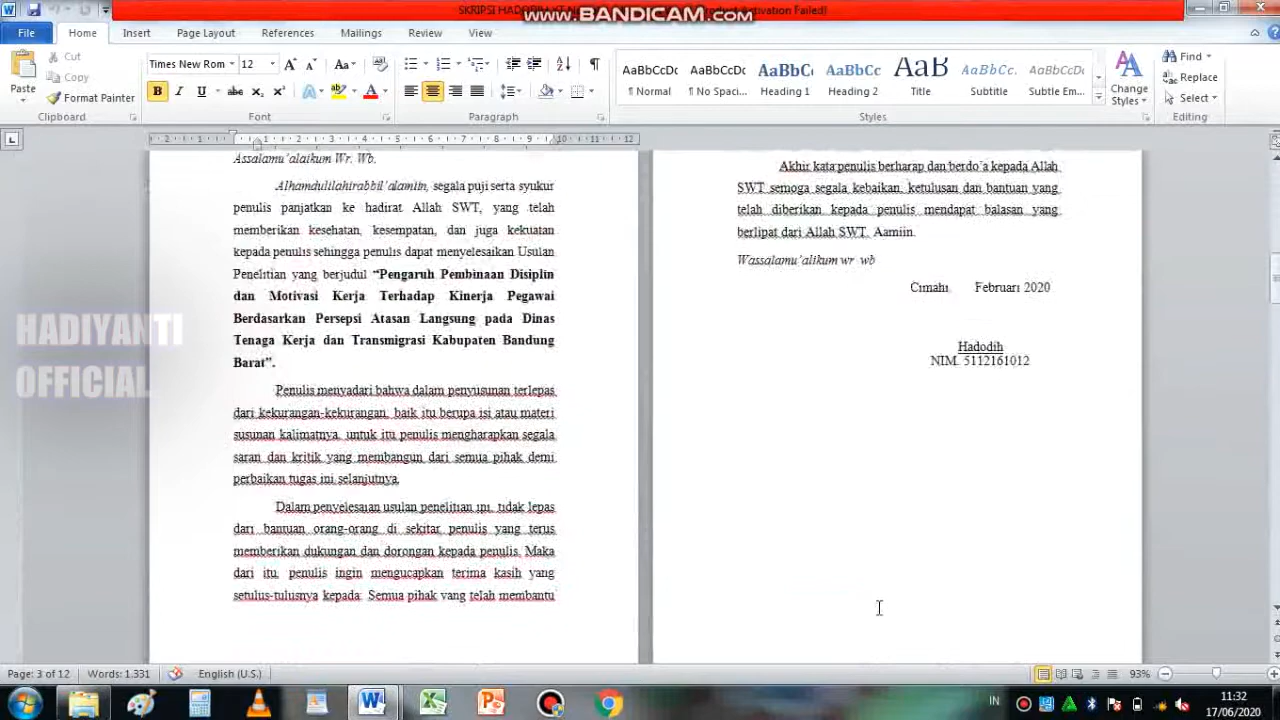 SKRIPSI HADO
Product Activation Failed)
WWW.BANDICAM.COM
File
Home
Insert
Page Layout
References
Mailings
Review
View
Paste
Cut
Copy
Format Painter
Clipboard
Times New Rom
12
Font
Paragraph
AaBbCcDc
¶ Normal
AaBbCcDc
¶ No Spaci...
AaBbC
Heading 1
AaBbCc
Heading 2
AaB
Title
AaBbCc.
Subtitle
AaBbCcDc
Subtle Em...
Change
Styles
Styles
Find
Replace
Select
Editing
Assalamu’alaikum Wr. Wb.
Alhamdulilahirabbil’alamiin, segala puji serta syukur
penulis panjatkan ke hadirat Allah SWT, yang telah
memberikan kesehatan, kesempatan, dan juga kekuatan
kepada penulis sehingga penulis dapat menyelesaikan Usulan
Penelitian yang berjudul “Pengaruh Pembinaan Disiplin
dan Motivasi Kerja Terhadap Kinerja Pegawai
Berdasarkan Persepsi Atasan Langsung pada Dinas
Tenaga Kerja dan Transmigrasi Kabupaten Bandung
Barat”.
Penulis menyadari bahwa dalam penyusunan terlepas
dari kekurangan-kekurangan, baik itu berupa isi atau materi
susunan kalimatnya, untuk itu penulis mengharapkan segala
saran dan kritik yang membangun dari semua pihak demi
perbaikan tugas ini selanjutnya.
Dalam penyelesaian usulan penelitian ini, tidak lepas
dari bantuan orang-orang di sekitar penulis yang terus
memberikan dukungan dan dorongan kepada penulis. Maka
dari itu, penulis ingin mengucapkan terima kasih yang
setulus-tulusnya kepada: Semua pihak yang telah membantu
Akhir kata penulis berharap dan berdo’a kepada Allah
SWT semoga segala kebaikan, ketulusan dan bantuan yang
telah diberikan kepada penulis mendapat balasan yang
berlipat dari Allah SWT. Aamiin.
Wassalamu’alikum wr wb
Cimahi Februari 2020
Hadodih
NIM. 5112161012
HADIYANTI
OFFICIAL
Page: 3 of 12
Words: 1.331
English (U.S.)
93%
IN
11:32
17/06/2020